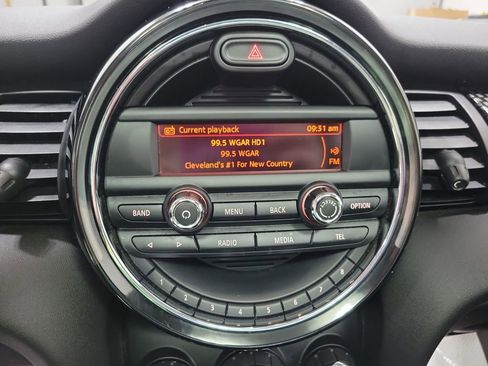 Current playback 09:31 am
99.5 WGAR HD1
99.5 WGAR
Cleveland's #1 For New Country
FM
BAND MENU BACK OPTION
RADIO MEDIA TEL
1 2 3 4 5 6 7 8